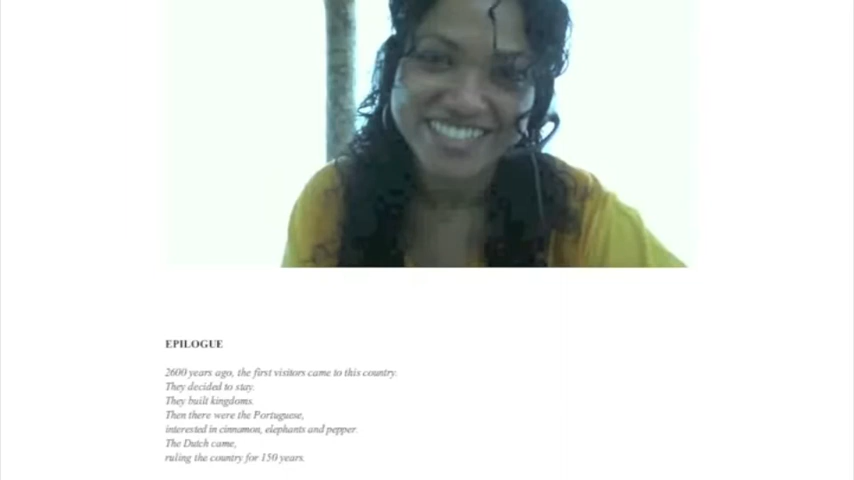 EPILOGUE
2600 years ago, the first visitors came to this country.
They decided to stay.
They built kingdoms.
Then there were the Portuguese,
interested in cinnamon, elephants and pepper.
The Dutch came,
ruling the country for 150 years.